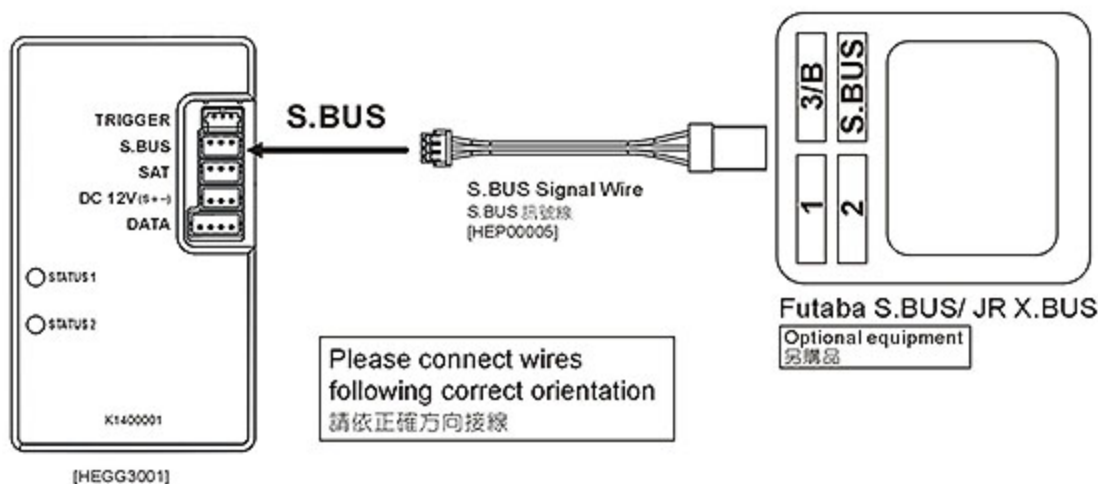 TRIGGER
S.BUS
SAT
DC 12V(S+-)
DATA
STATUS 1
STATUS 2
K1400001
[HEGG3001]
S.BUS
S.BUS Signal Wire
S.BUS 訊號線
[HEP00005]
Please connect wires
following correct orientation
請依正確方向接線
3/B
S.BUS
1
2
Futaba S.BUS/ JR X.BUS
Optional equipment
另購品